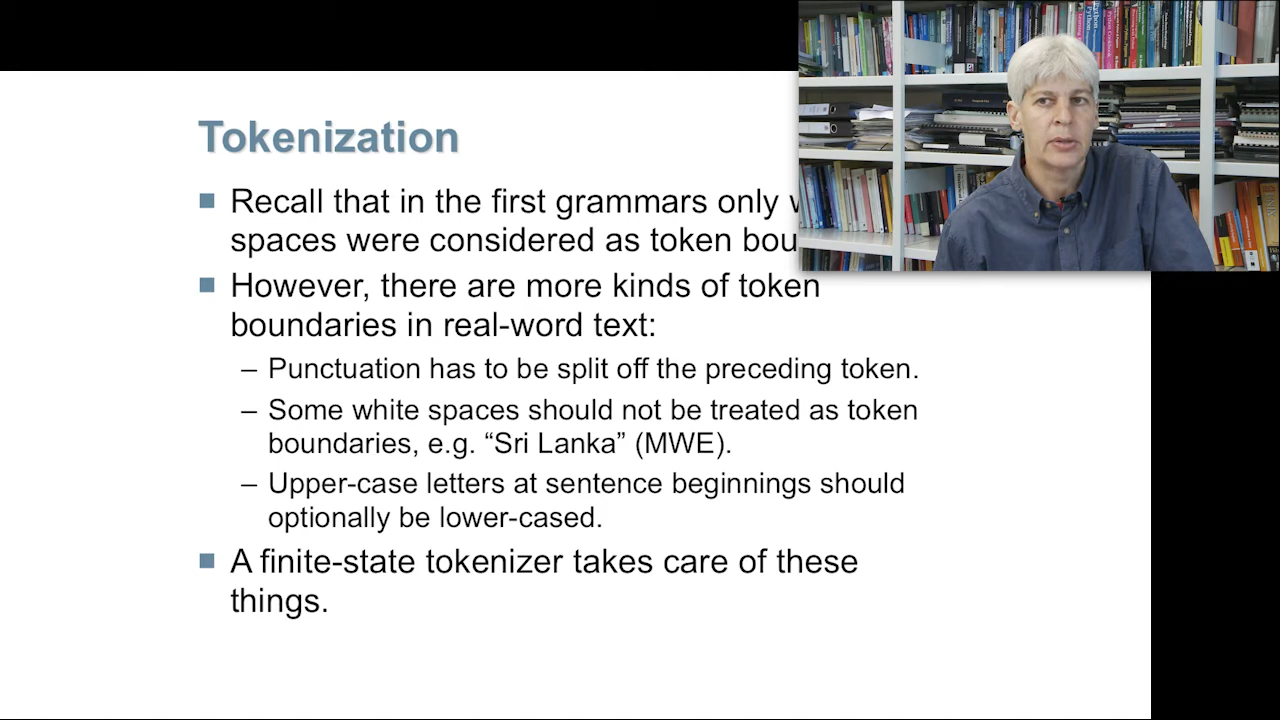 Tokenization
Recall that in the first grammars only
spaces were considered as token
However, there are more kinds of token
boundaries in real-word text:
– Punctuation has to be split off the preceding token.
– Some white spaces should not be treated as token
boundaries, e.g. “Sri Lanka” (MWE).
– Upper-case letters at sentence beginnings should
optionally be lower-cased.
A finite-state tokenizer takes care of these
things.